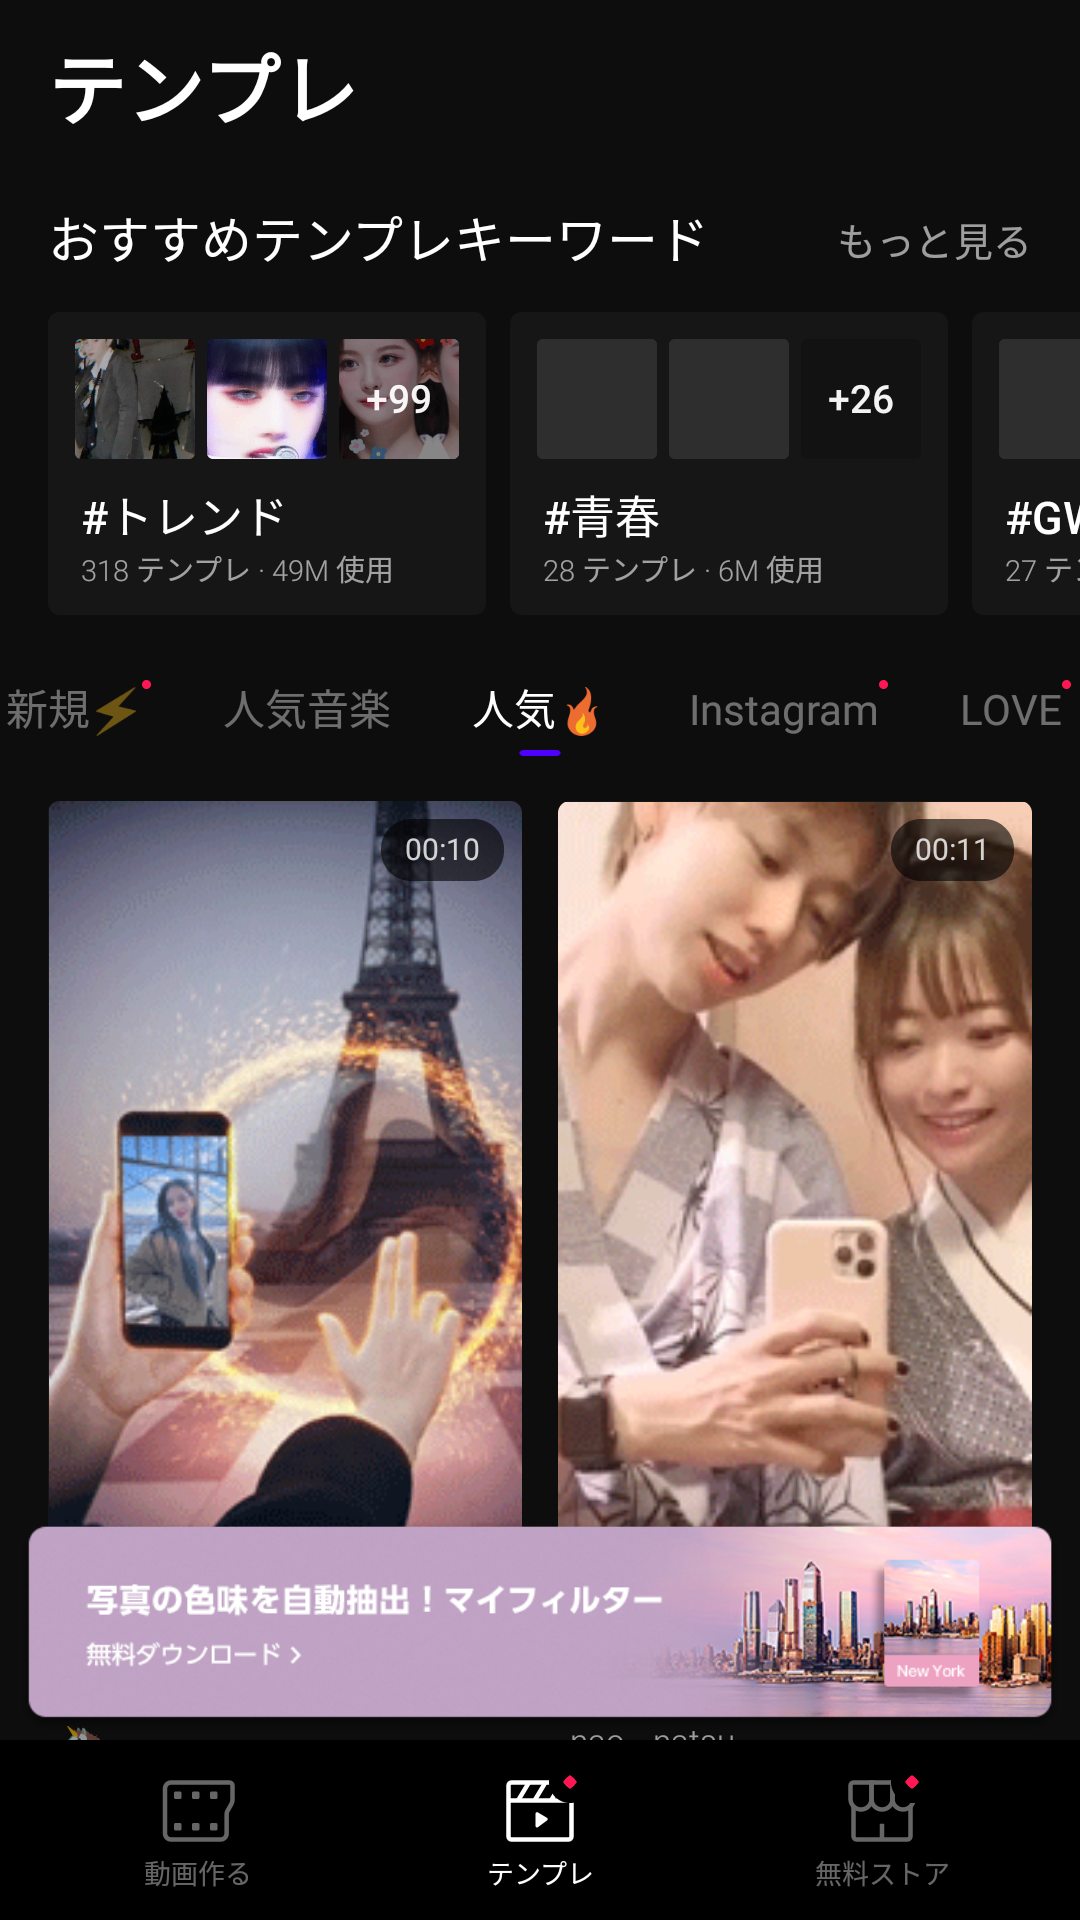 テンプレ
おすすめテンプレキーワード
もっと見る
+99
+26
#トレンド
#青春
318 テンプレ · 49M 使用
28 テンプレ · 6M 使用
新規⚡ 人気音楽 人気🔥 Instagram LOVE
00:10
00:11
写真の色味を自動抽出！マイフィルター
無料ダウンロード >
New York
動画作る
テンプレ
無料ストア